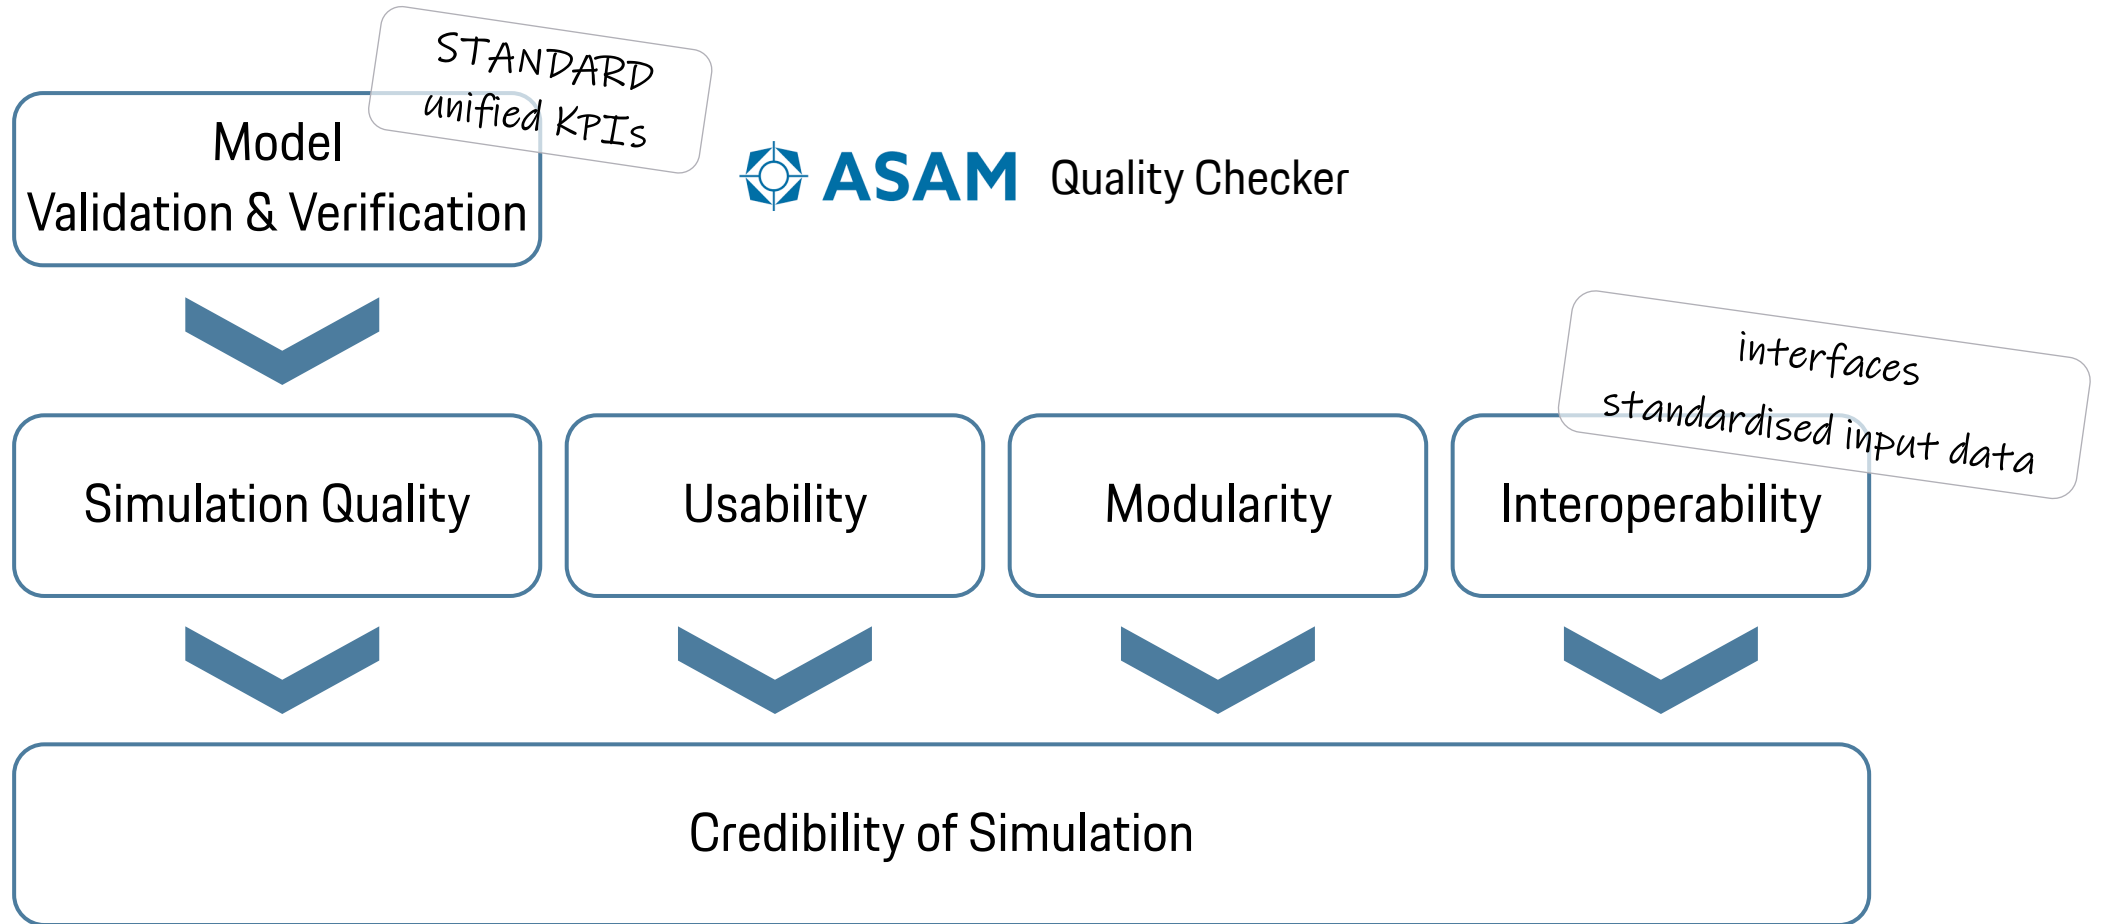 STANDARD
unified KPIs
Model
Validation & Verification
ASAM Quality Checker
interfaces
standardised input data
Simulation Quality
Usability
Modularity
Interoperability
Credibility of Simulation